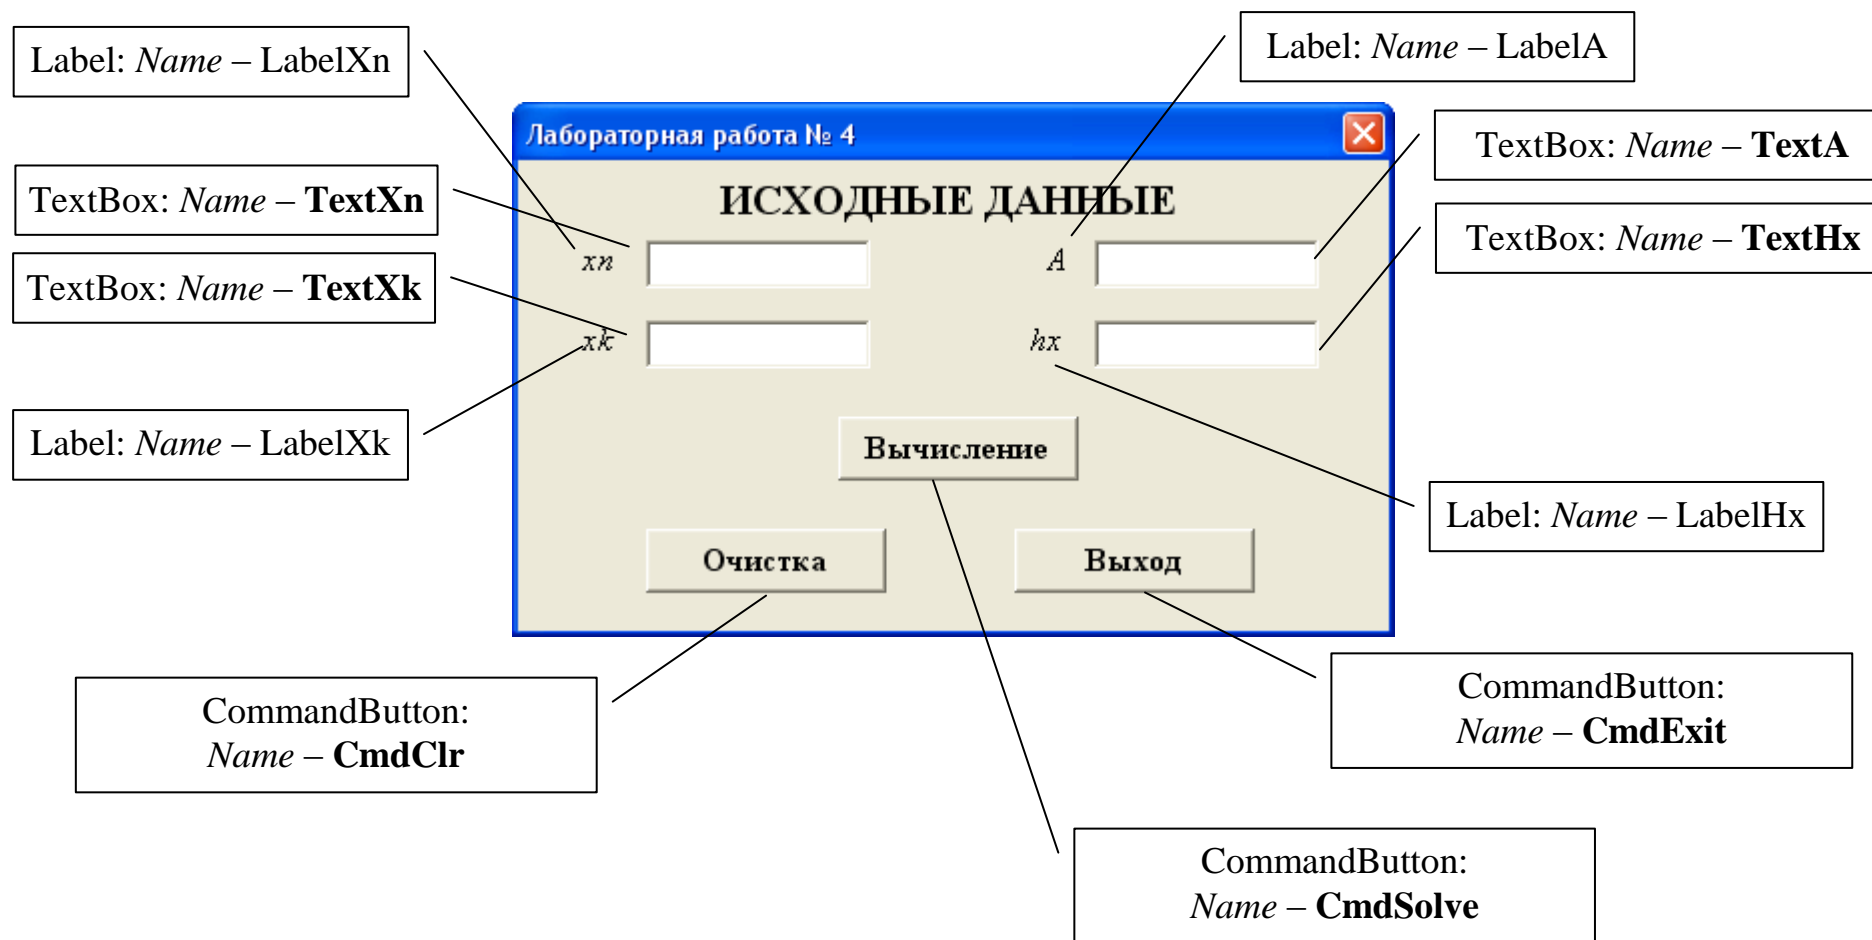 Label: Name – LabelXn
Label: Name – LabelA
Лабораторная работа № 4
TextBox: Name – TextA
TextBox: Name – TextXn
ИСХОДНЫЕ ДАННЫЕ
TextBox: Name – TextHx
xn
A
TextBox: Name – TextXk
xk
hx
Label: Name – LabelXk
Вычисление
Label: Name – LabelHx
Очистка
Выход
CommandButton:
Name – CmdClr
CommandButton:
Name – CmdExit
CommandButton:
Name – CmdSolve